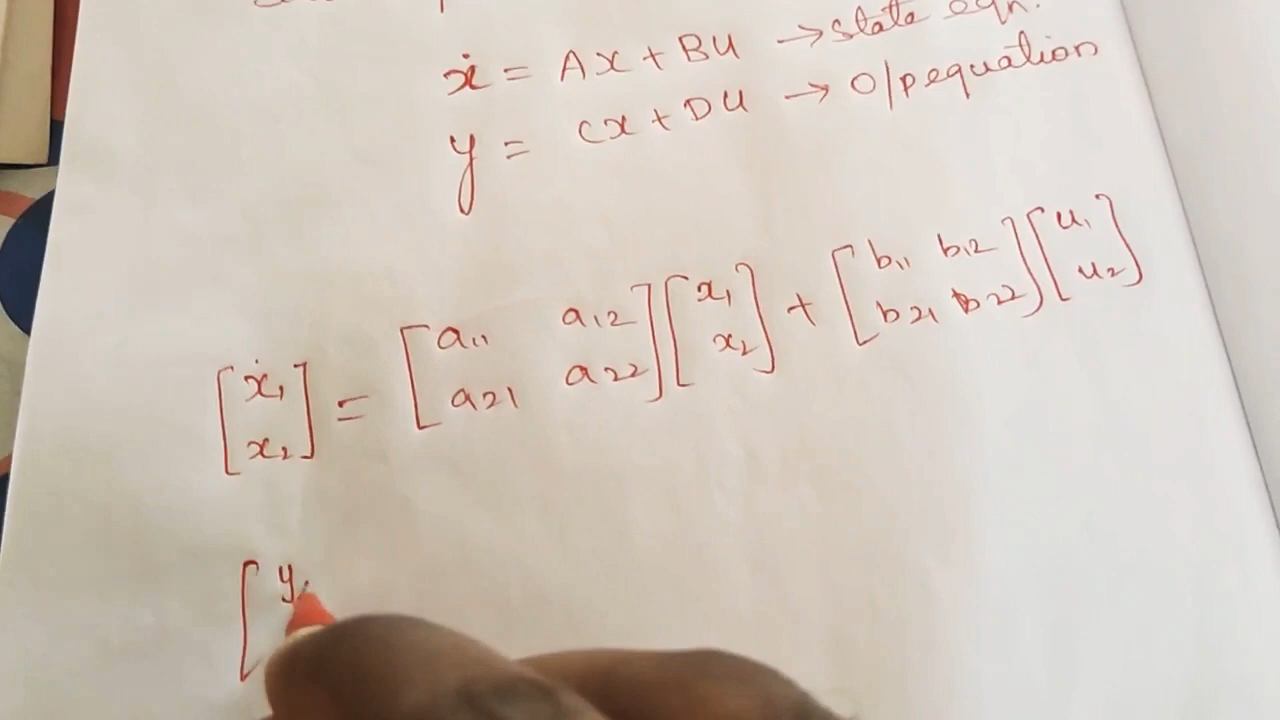 ẋ = Ax + BU → state eqn.
y = Cx + DU → O/p equation
[ẋ₁ x₂] = [a₁₁ a₁₂ a₂₁ a₂₂] [x₁ x₂] + [b₁₁ b₁₂ b₂₁ b₂₂] [u₁ u₂]
[y